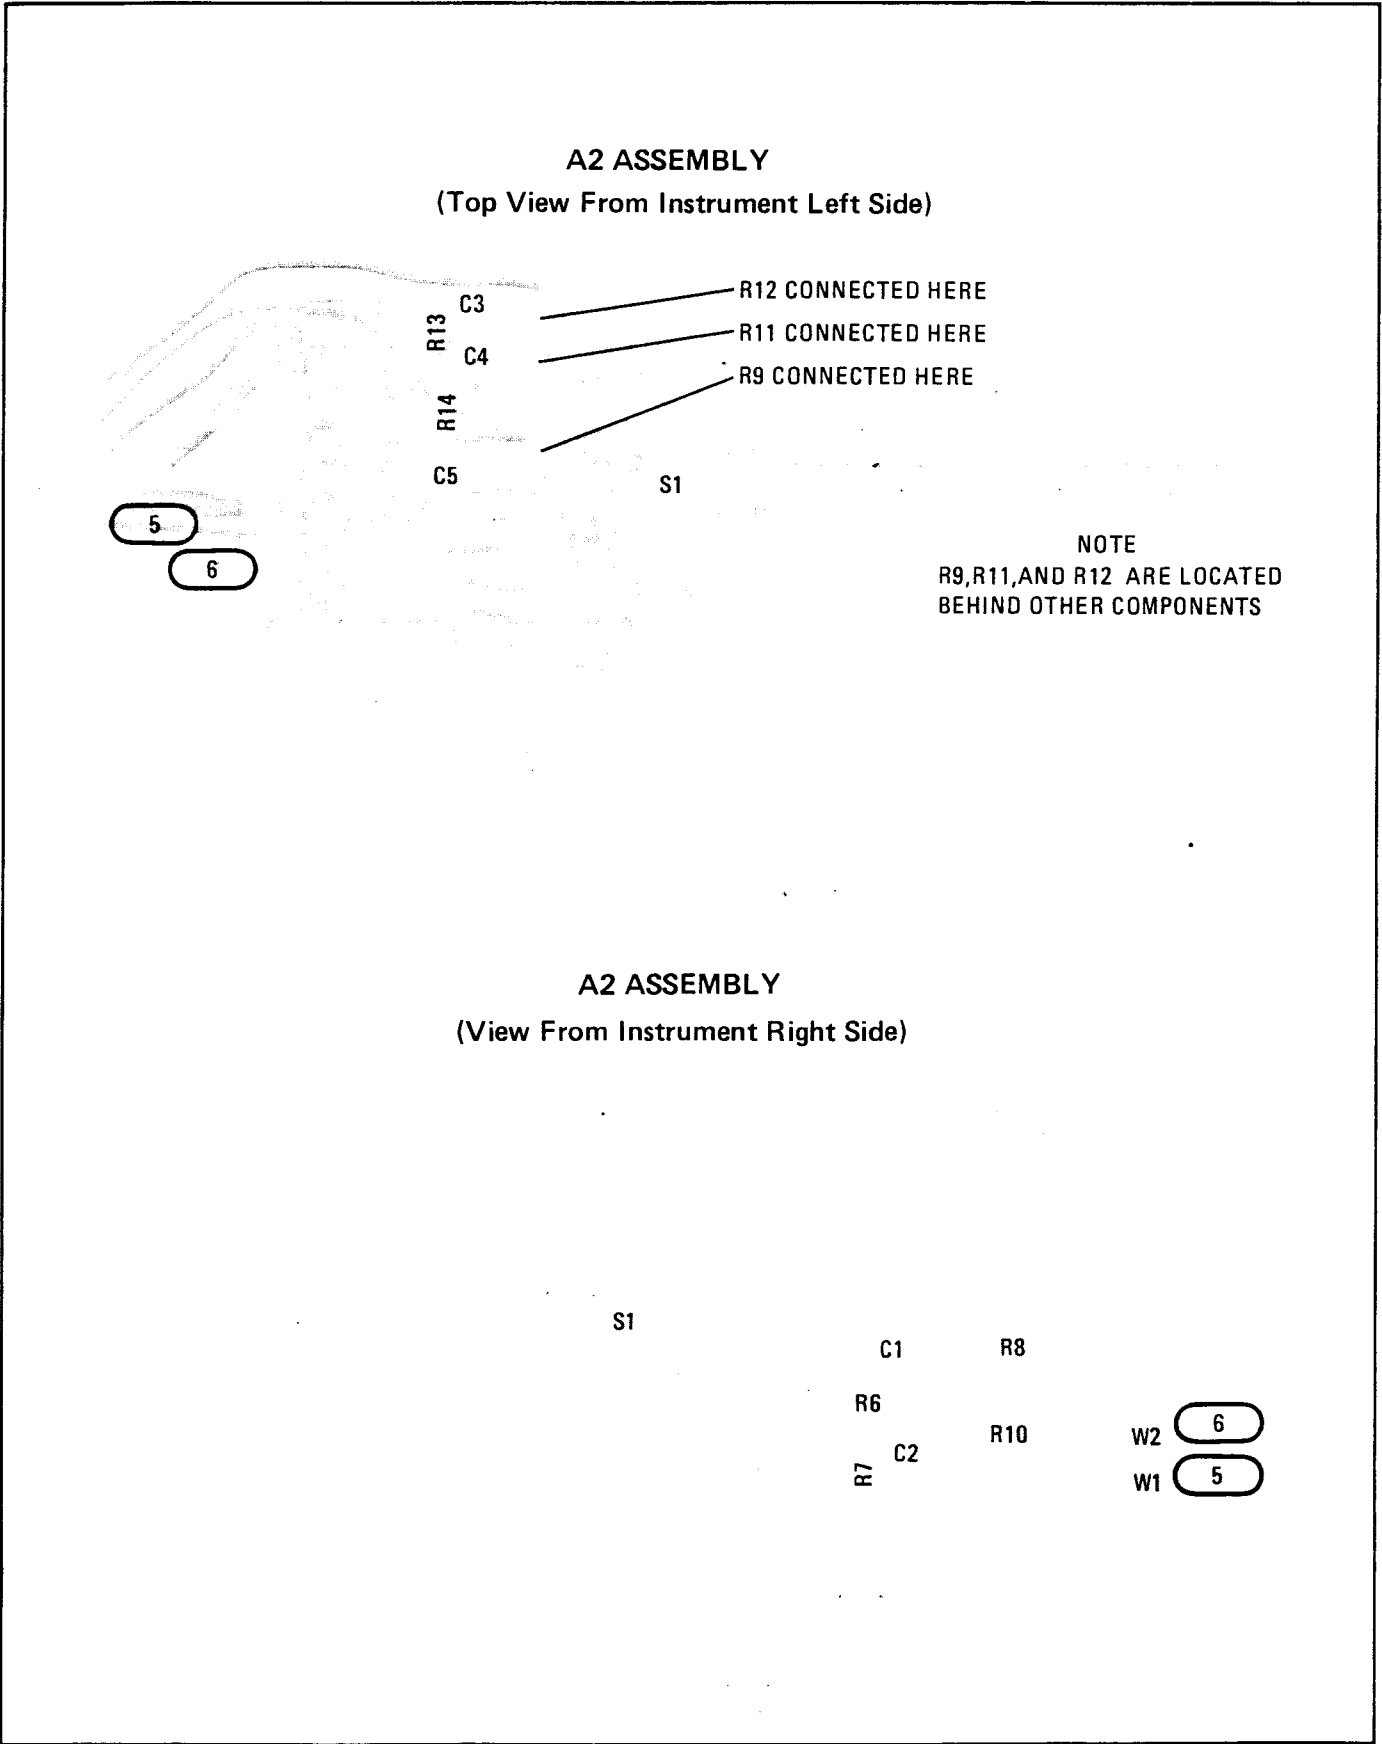 A2 ASSEMBLY
(Top View From Instrument Left Side)
C3
R13
C4
R14
C5
R12 CONNECTED HERE
R11 CONNECTED HERE
R9 CONNECTED HERE
S1
5
6
NOTE
R9,R11,AND R12 ARE LOCATED
BEHIND OTHER COMPONENTS
A2 ASSEMBLY
(View From Instrument Right Side)
S1
C1
R8
R6
R10
C2
R7
W2 6
W1 5